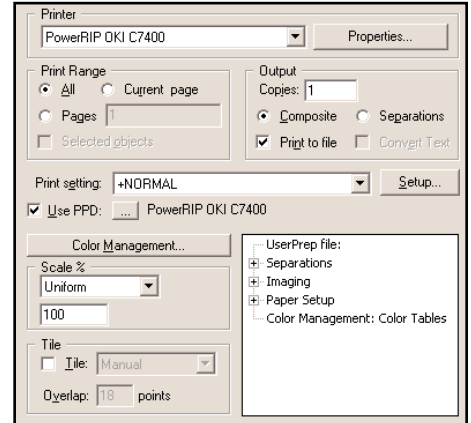 Printer
PowerRIP OKI C7400
Properties...
Print Range
All
Current page
Pages
1
Selected objects
Output
Copies:
1
Composite
Separations
Print to file
Convert Text
Print setting:
+NORMAL
Setup...
Use PPD:
...
PowerRIP OKI C7400
Color Management...
Scale %
Uniform
100
Tile
Tile:
Manual
Overlap:
18
points
UserPrep file:
Separations
Imaging
Paper Setup
Color Management: Color Tables